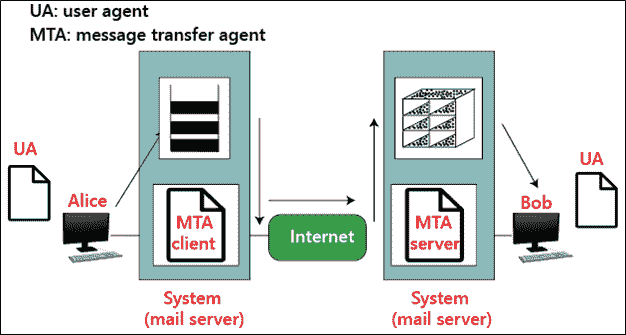 UA: user agent
MTA: message transfer agent
UA
Alice
MTA
client
Internet
MTA
server
Bob
UA
System
(mail server)
System
(mail server)